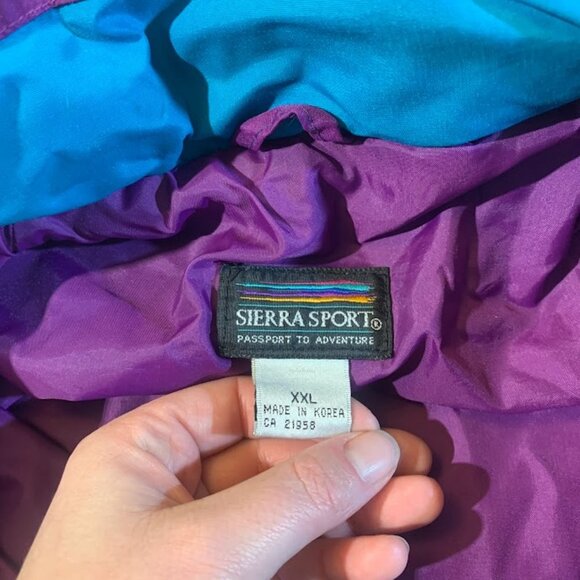 SIERRA SPORT®
PASSPORT TO ADVENTURE
XXL
MADE IN KOREA
CA 21958